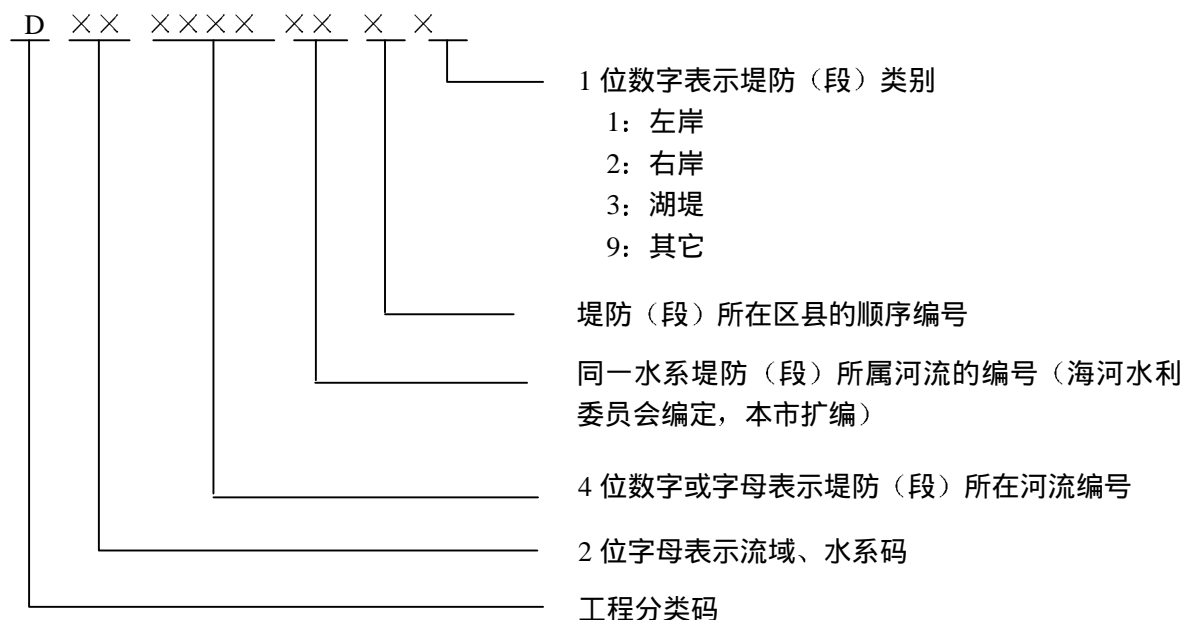 D ×× ×××× ×× × ×
1 位数字表示堤防（段）类别
1：左岸
2：右岸
3：湖堤
9：其它
堤防（段）所在区县的顺序编号
同一水系堤防（段）所属河流的编号（海河水利
委员会编定，本市扩编）
4 位数字或字母表示堤防（段）所在河流编号
2 位字母表示流域、水系码
工程分类码